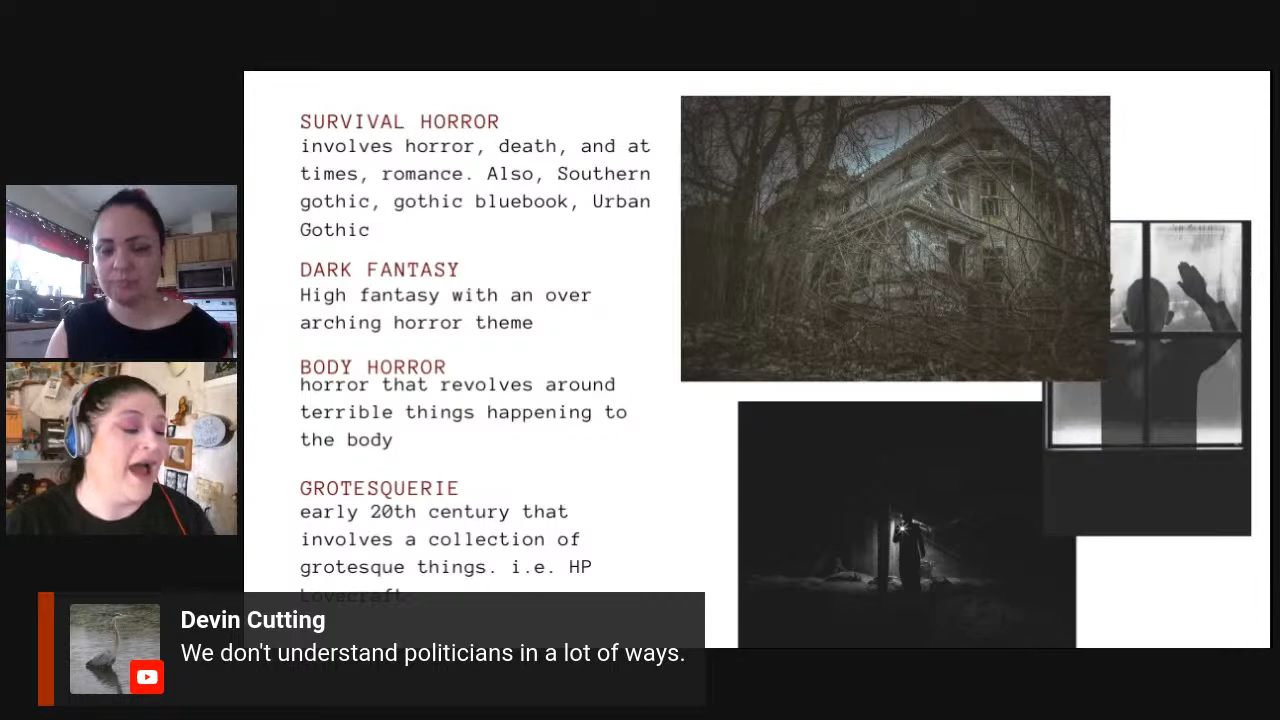 SURVIVAL HORROR
involves horror, death, and at
times, romance. Also, Southern
gothic, gothic bluebook, Urban
Gothic
DARK FANTASY
High fantasy with an over
arching horror theme
BODY HORROR
horror that revolves around
terrible things happening to
the body
GROTESQUERIE
early 20th century that
involves a collection of
grotesque things. i.e. HP
Lovecraft
Devin Cutting
We don't understand politicians in a lot of ways.